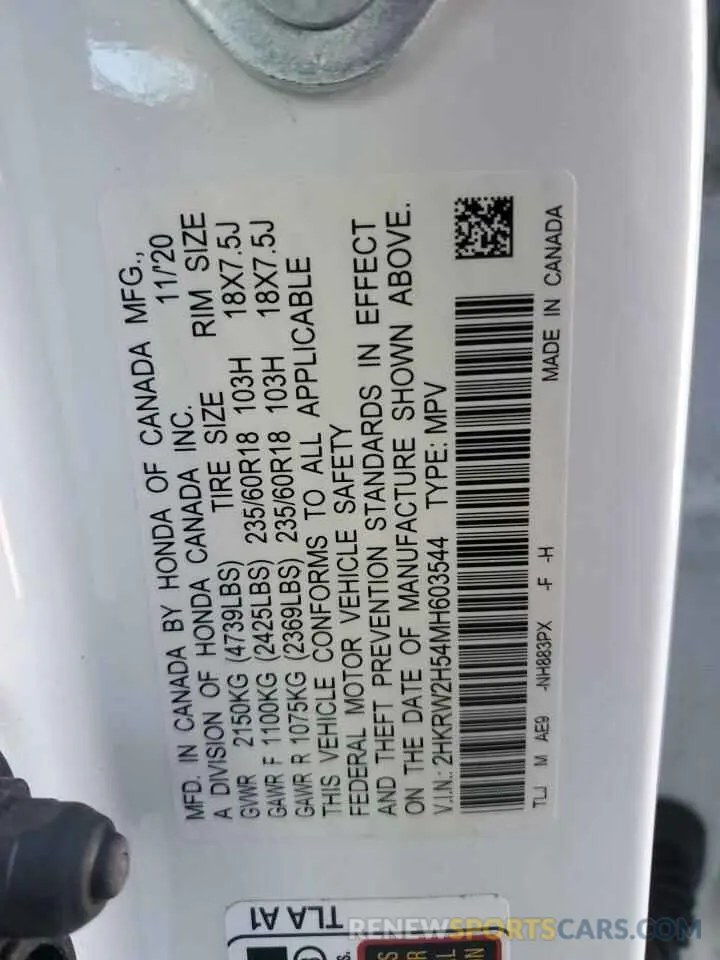 MFD. IN CANADA BY HONDA OF CANADA MFG.,
A DIVISION OF HONDA CANADA INC. 11/'20
GVWR 2150KG (4739LBS) TIRE SIZE RIM SIZE
GAWR F 1100KG (2425LBS) 235/60R18 103H 18X7.5J
GAWR R 1075KG (2369LBS) 235/60R18 103H 18X7.5J
THIS VEHICLE CONFORMS TO ALL APPLICABLE
FEDERAL MOTOR VEHICLE SAFETY
AND THEFT PREVENTION STANDARDS IN EFFECT
ON THE DATE OF MANUFACTURE SHOWN ABOVE.
V.I.N.: 2HKRW2H54MH603544 TYPE: MPV
TLJ M AE9 -NH883PX -F -H MADE IN CANADA
TLA A1
RENEWSPORTSCARS.COM